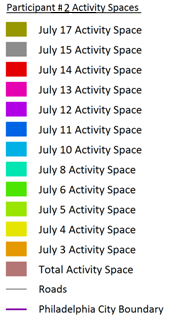 Participant #2 Activity Spaces
July 17 Activity Space
July 15 Activity Space
July 14 Activity Space
July 13 Activity Space
July 12 Activity Space
July 11 Activity Space
July 10 Activity Space
July 8 Activity Space
July 6 Activity Space
July 5 Activity Space
July 4 Activity Space
July 3 Activity Space
Total Activity Space
Roads
Philadelphia City Boundary